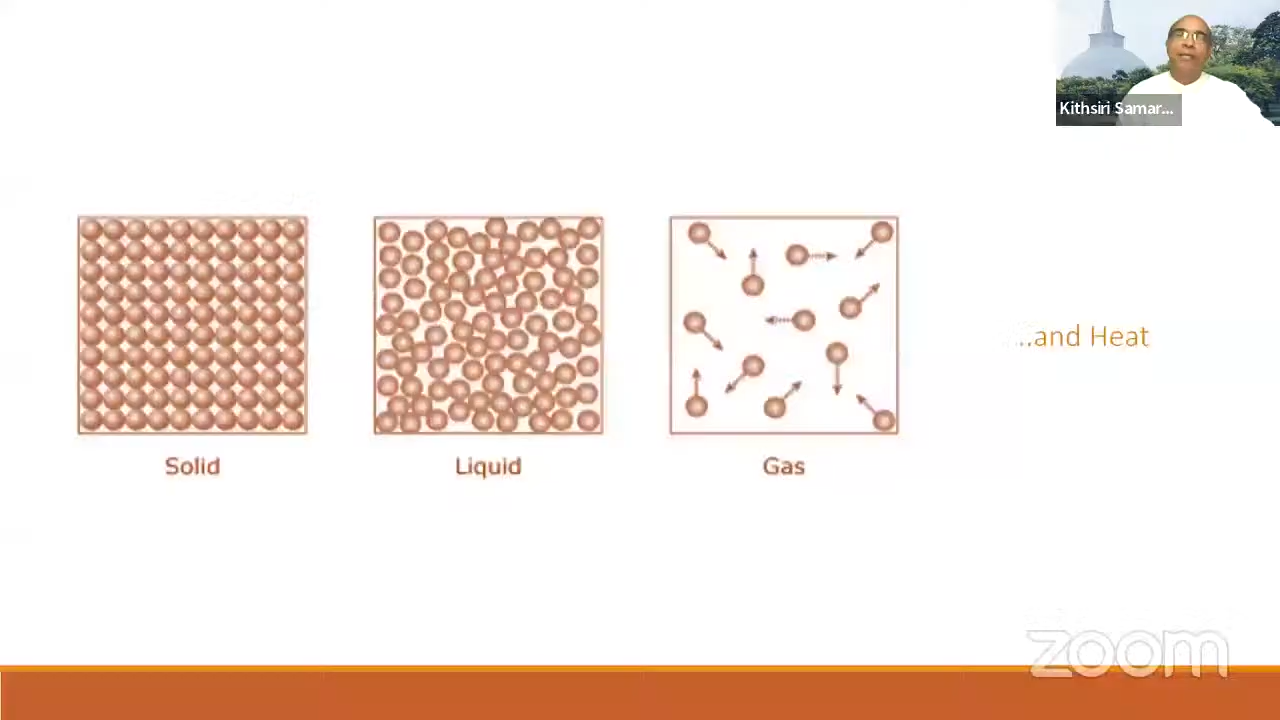 Kithsiri Samar...
...and Heat
Solid
Liquid
Gas
zoom